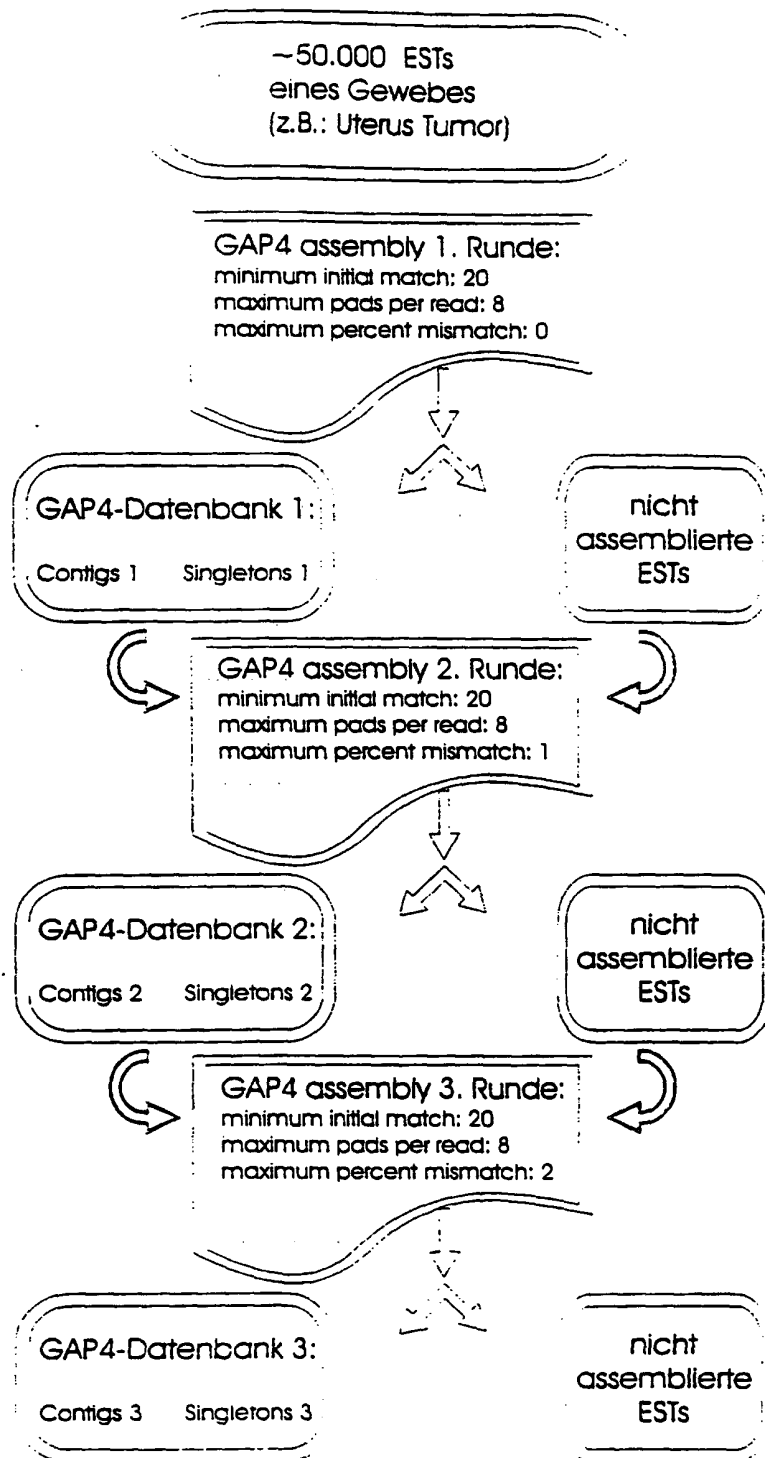 ~50.000 ESTs
eines Gewebes
(z.B.: Uterus Tumor)
GAP4 assembly 1. Runde:
minimum initial match: 20
maximum pads per read: 8
maximum percent mismatch: 0
GAP4-Datenbank 1:
Contigs 1 Singletons 1
nicht
assemblierte
ESTs
GAP4 assembly 2. Runde:
minimum initial match: 20
maximum pads per read: 8
maximum percent mismatch: 1
GAP4-Datenbank 2:
Contigs 2 Singletons 2
nicht
assemblierte
ESTs
GAP4 assembly 3. Runde:
minimum initial match: 20
maximum pads per read: 8
maximum percent mismatch: 2
GAP4-Datenbank 3:
Contigs 3 Singletons 3
nicht
assemblierte
ESTs